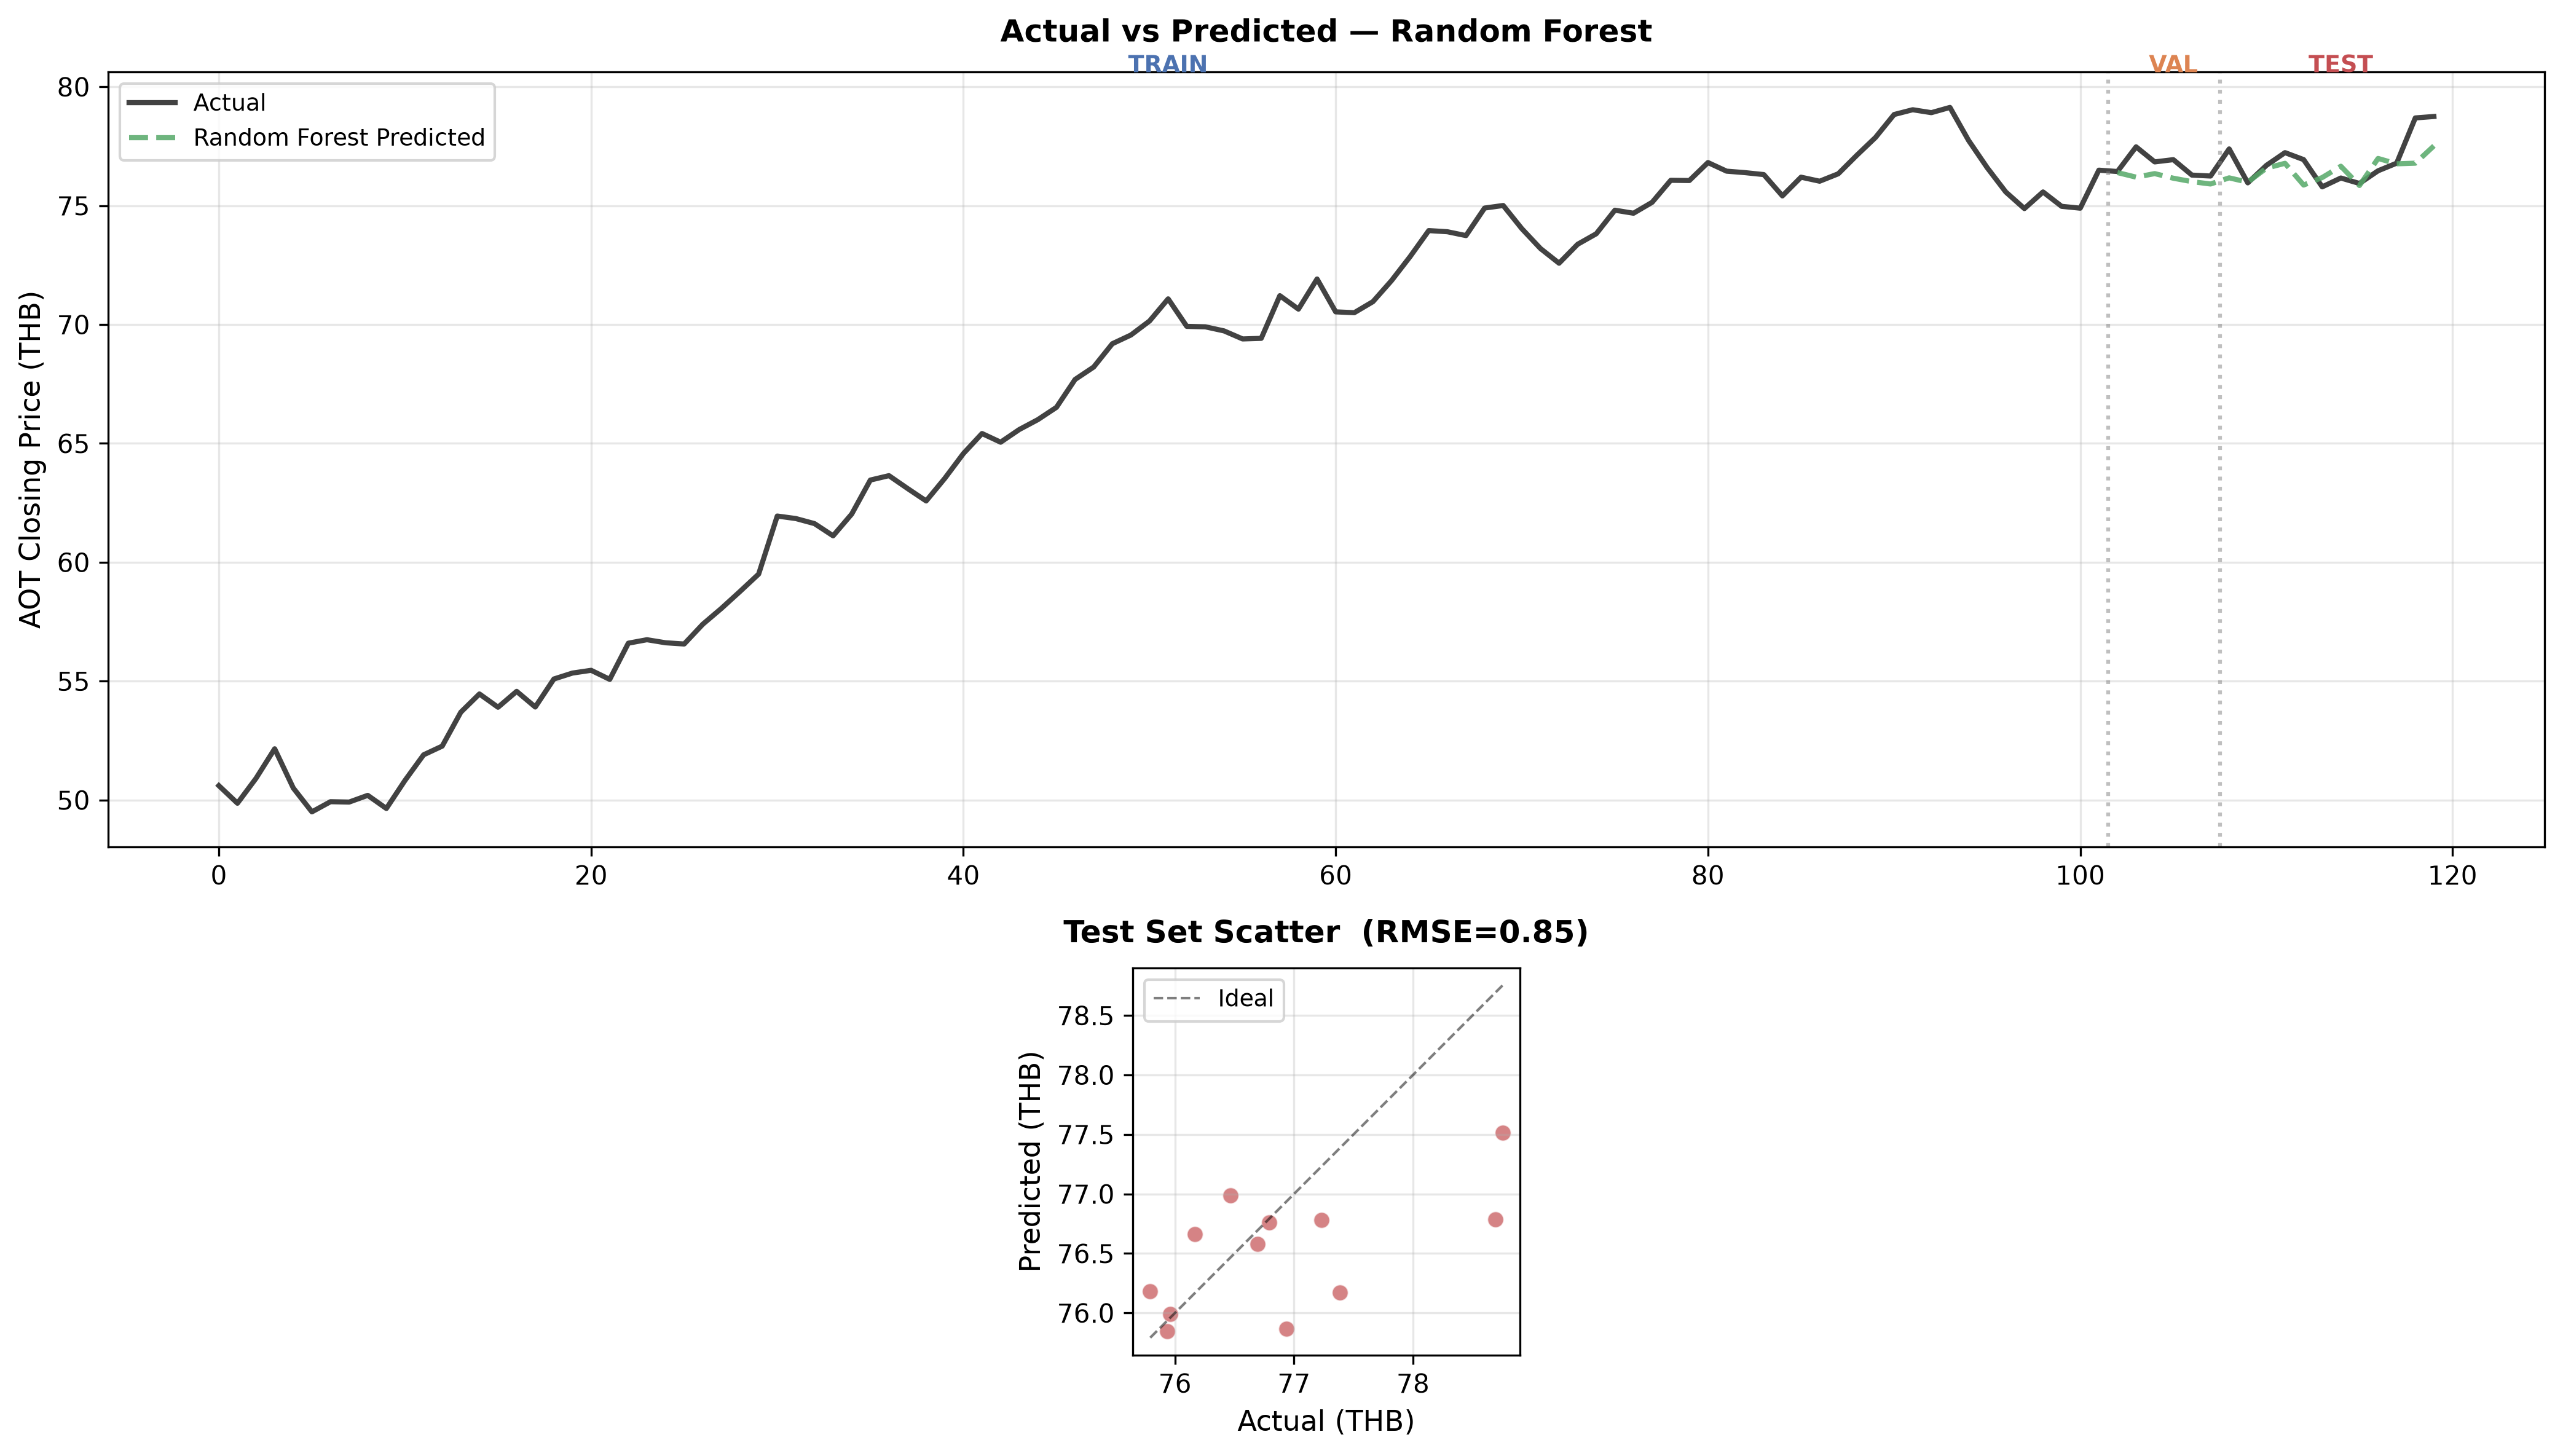 Actual vs Predicted — Random Forest
TRAIN VAL TEST
Actual
Random Forest Predicted
AOT Closing Price (THB)
80
75
70
65
60
55
50
0 20 40 60 80 100 120
Test Set Scatter (RMSE=0.85)
Ideal
Predicted (THB)
78.5
78.0
77.5
77.0
76.5
76.0
76 77 78
Actual (THB)